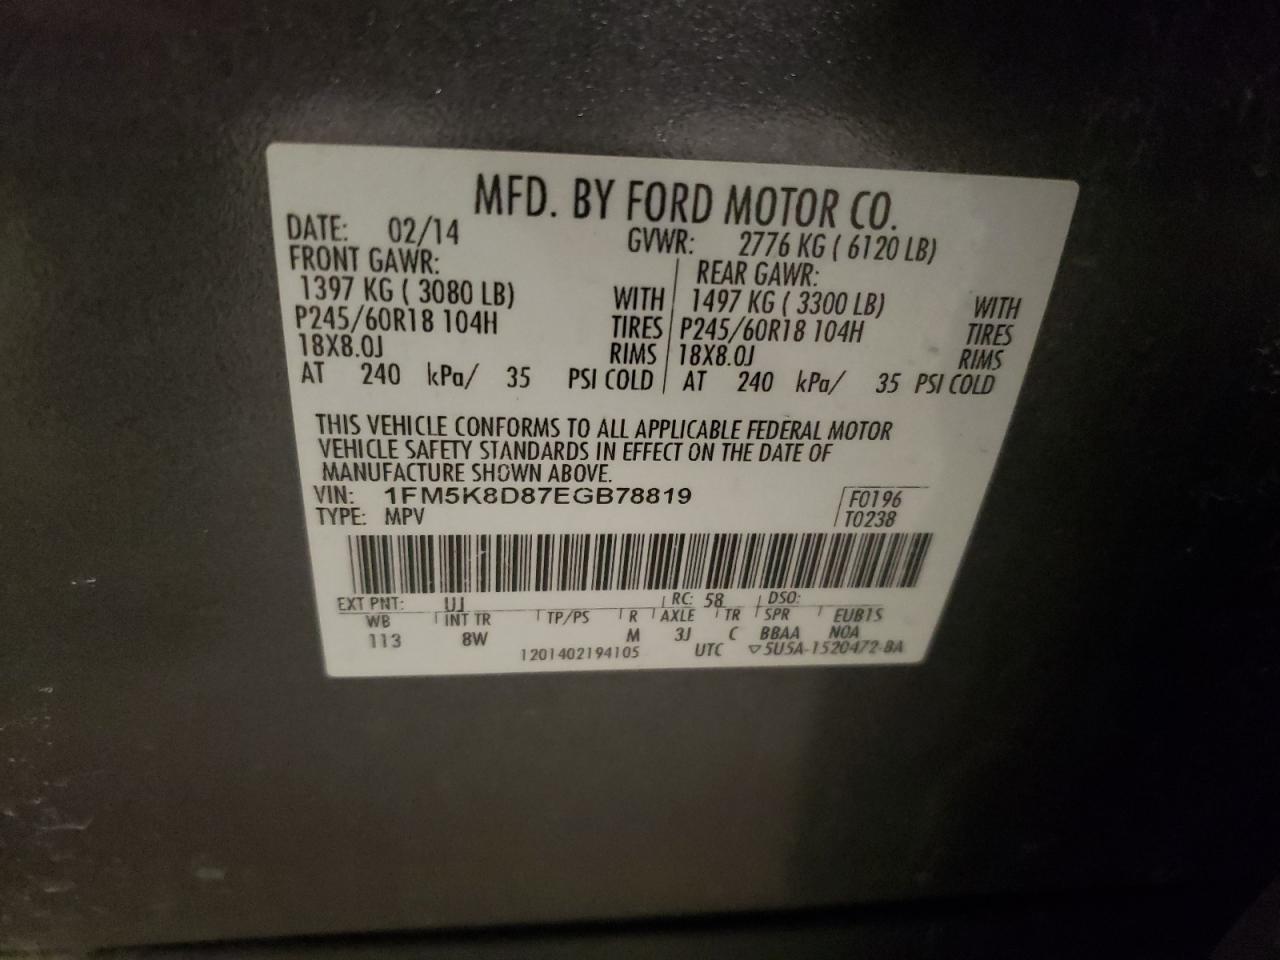 MFD. BY FORD MOTOR CO.
DATE: 02/14 GVWR: 2776 KG ( 6120 LB)
FRONT GAWR: REAR GAWR:
1397 KG ( 3080 LB) WITH 1497 KG ( 3300 LB) WITH
P245/60R18 104H TIRES P245/60R18 104H TIRES
18X8.0J RIMS 18X8.0J RIMS
AT 240 kPa/ 35 PSI COLD AT 240 kPa/ 35 PSI COLD
THIS VEHICLE CONFORMS TO ALL APPLICABLE FEDERAL MOTOR
VEHICLE SAFETY STANDARDS IN EFFECT ON THE DATE OF
MANUFACTURE SHOWN ABOVE.
VIN: 1FM5K8D87EGB78819 F0196
TYPE: MPV T0238
EXT PNT: UJ RC: 58 DSO:
WB INT TR TP/PS R AXLE TR SPR EUB1S
113 8W M 3J C BBAA NOA
1201402194105 UTC ▽5U5A-1520472-BA